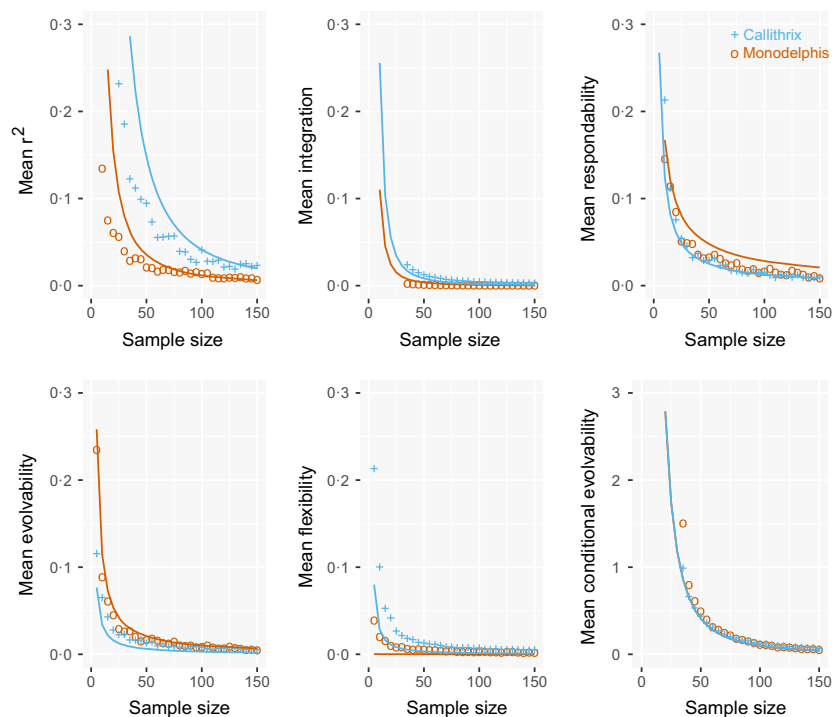 0·3
0·2
0·1
0·0
Mean r²
0 50 100 150
Sample size
0·3
0·2
0·1
0·0
Mean integration
0 50 100 150
Sample size
0·3
0·2
0·1
0·0
Mean respondability
+ Callithrix
o Monodelphis
0 50 100 150
Sample size
0·3
0·2
0·1
0·0
Mean evolvability
0 50 100 150
Sample size
0·3
0·2
0·1
0·0
Mean flexibility
0 50 100 150
Sample size
3
2
1
0
Mean conditional evolvability
0 50 100 150
Sample size